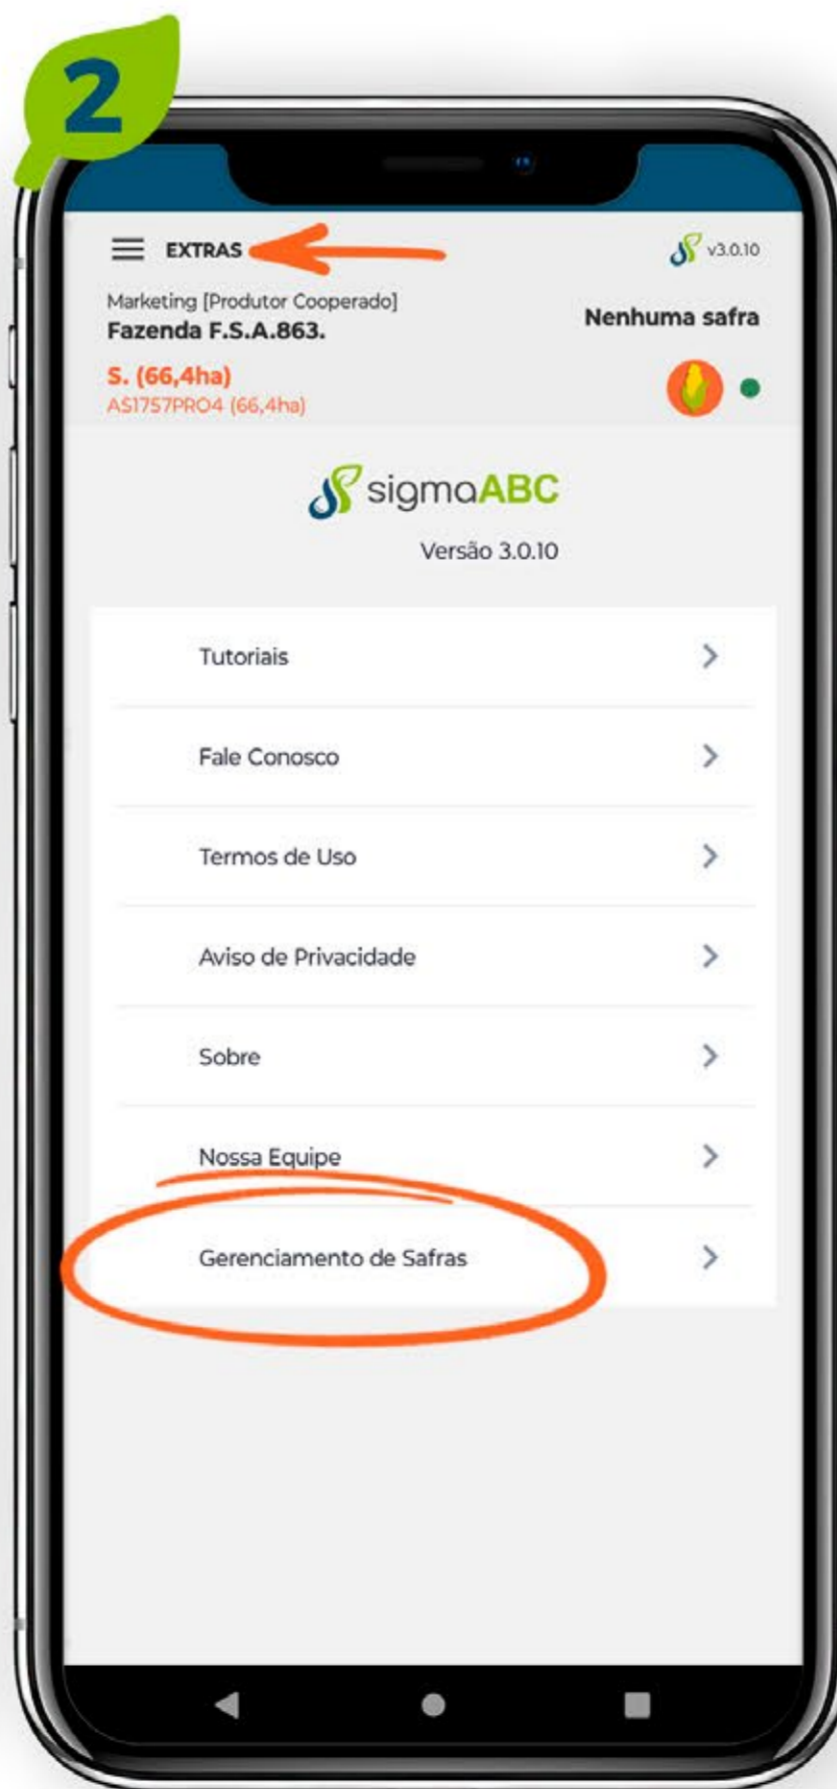 2
EXTRAS
v3.0.10
Marketing [Produtor Cooperado]
Fazenda F.S.A.863.
Nenhuma safra
S. (66,4ha)
AS1757PRO4 (66,4ha)
sigmaABC
Versão 3.0.10
Tutoriais
Fale Conosco
Termos de Uso
Aviso de Privacidade
Sobre
Nossa Equipe
Gerenciamento de Safras